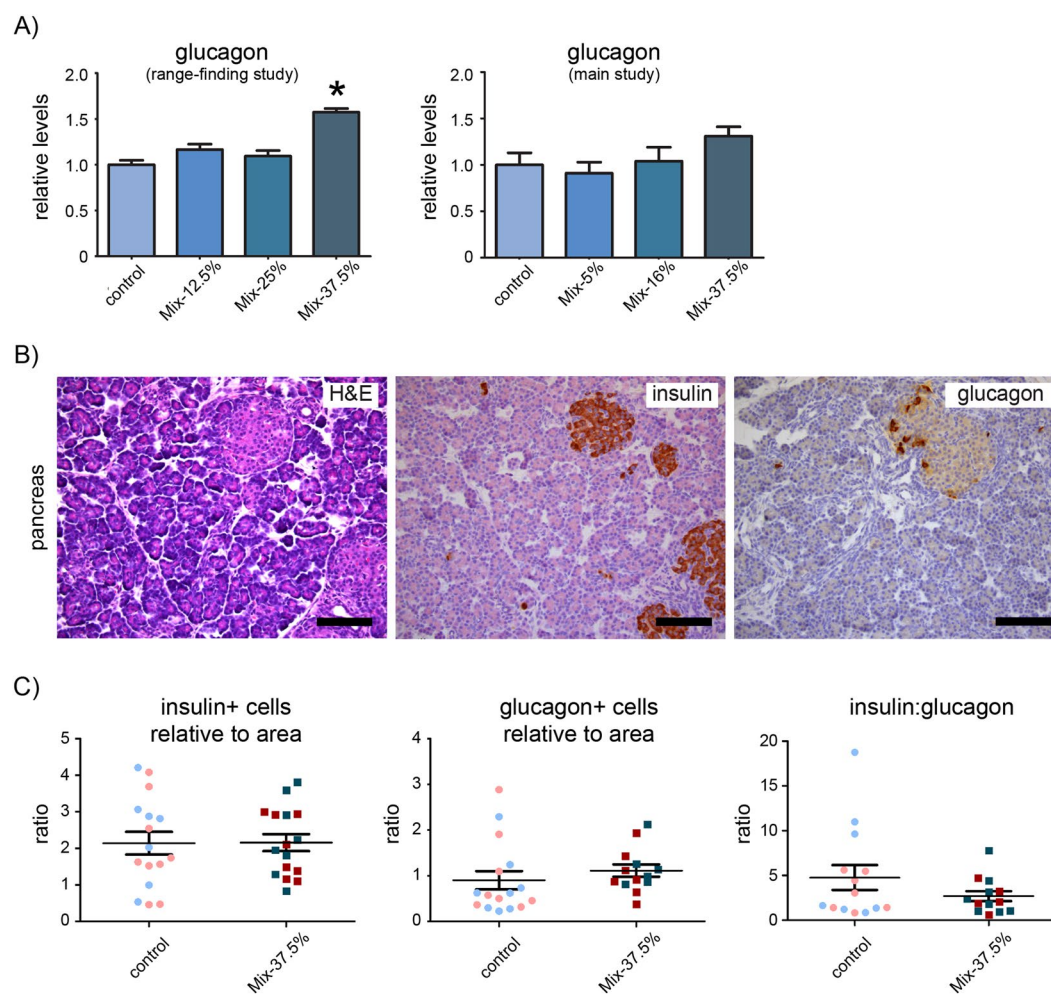 A)
glucagon
(range-finding study)
relative levels
2.0
1.5
1.0
0.5
0
*
control
Mix-12.5%
Mix-25%
Mix-37.5%
glucagon
(main study)
relative levels
2.0
1.5
1.0
0.5
0
control
Mix-5%
Mix-16%
Mix-37.5%
B)
pancreas
H&E
insulin
glucagon
C)
insulin+ cells
relative to area
ratio
5
4
3
2
1
0
control
Mix-37.5%
glucagon+ cells
relative to area
ratio
4
3
2
1
0
control
Mix-37.5%
insulin:glucagon
ratio
20
15
10
5
0
control
Mix-37.5%